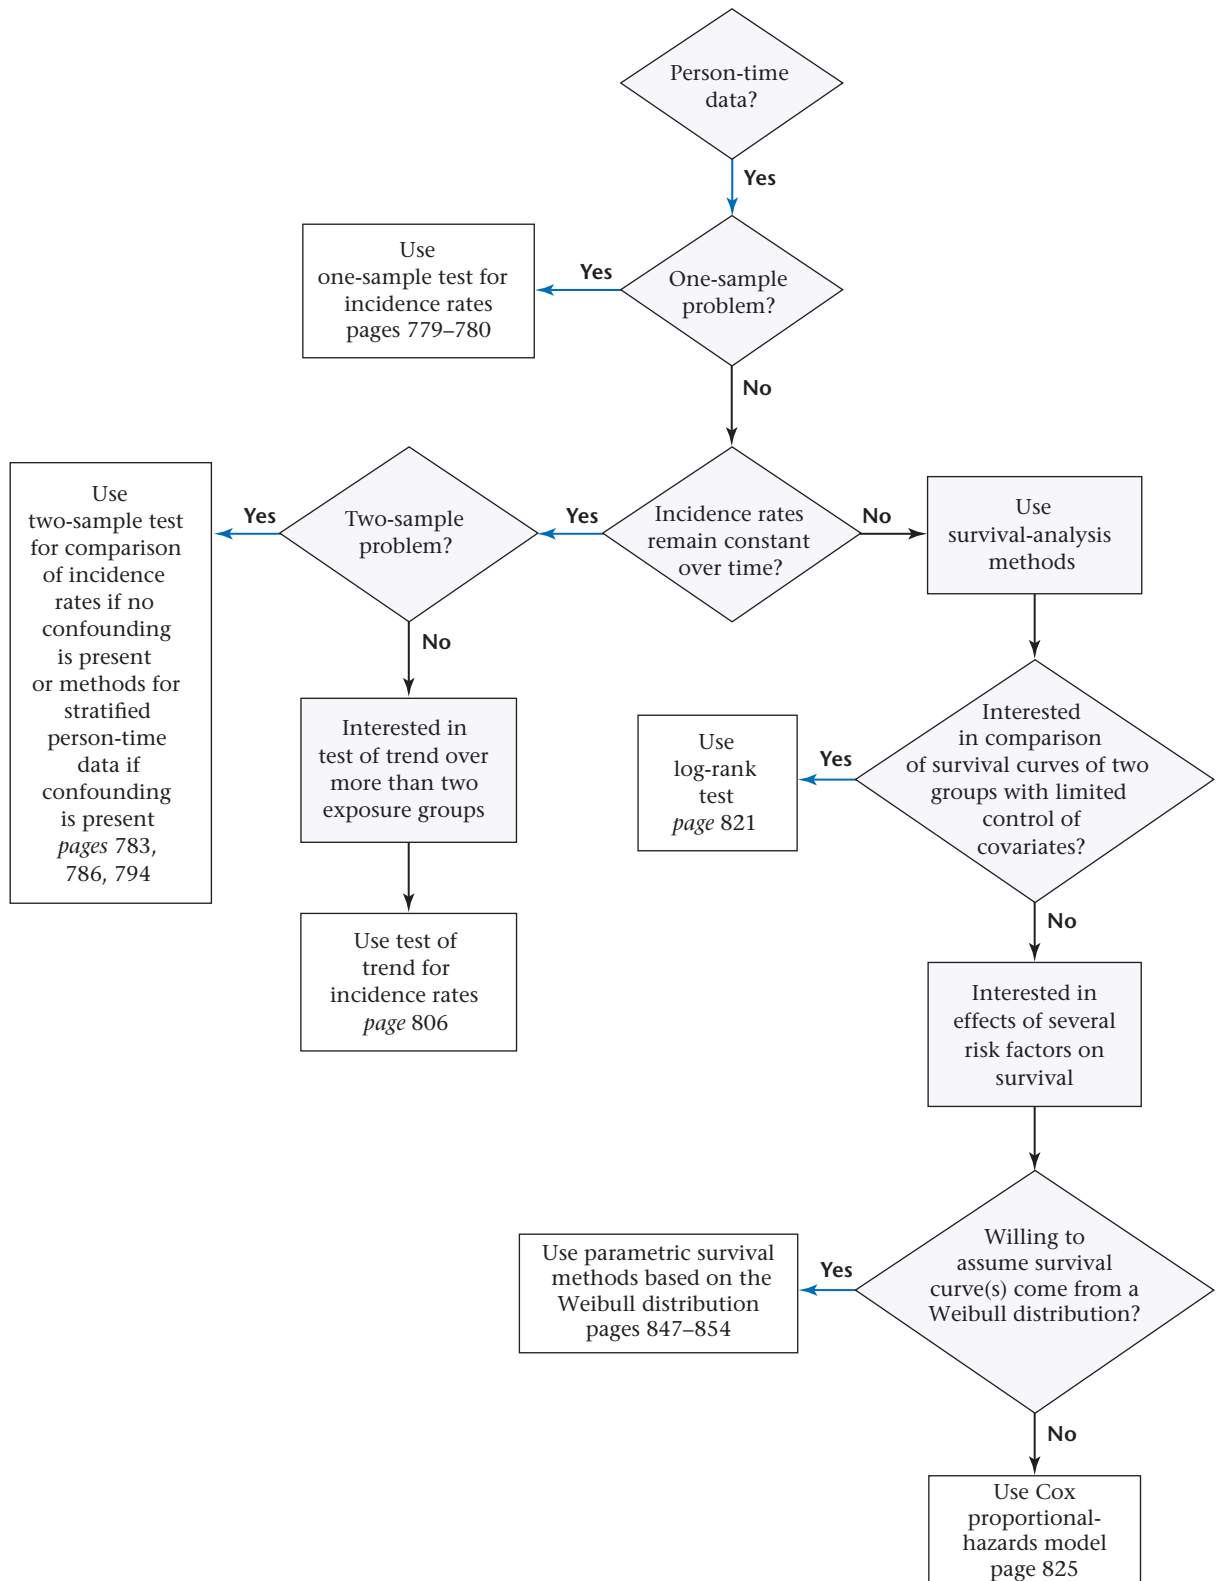 Person-time
data?
Yes
One-sample
problem?
Yes
Use
one-sample test for
incidence rates
pages 779–780
No
Incidence rates
remain constant
over time?
Yes
Two-sample
problem?
Yes
Use
two-sample test
for comparison
of incidence
rates if no
confounding
is present
or methods for
stratified
person-time
data if
confounding
is present
pages 783,
786, 794
No
Interested in
test of trend over
more than two
exposure groups
Use test of
trend for
incidence rates
page 806
No
Use
survival-analysis
methods
Interested
in comparison
of survival curves of two
groups with limited
control of
covariates?
Yes
Use
log-rank
test
page 821
No
Interested in
effects of several
risk factors on
survival
Willing to
assume survival
curve(s) come from a
Weibull distribution?
Yes
Use parametric survival
methods based on the
Weibull distribution
pages 847–854
No
Use Cox
proportional-
hazards model
page 825